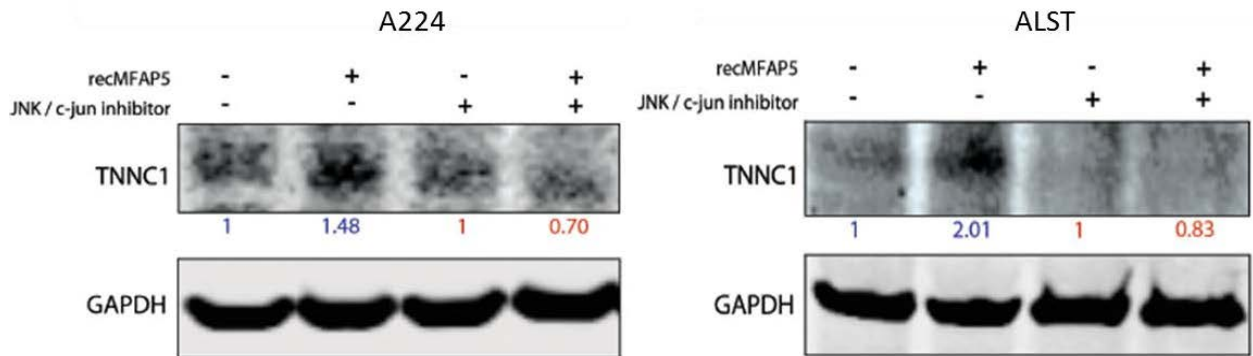 A224
recMFAP5 - + - +
JNK / c-jun inhibitor - - + +
TNNC1
1 1.48 1 0.70
GAPDH
ALST
recMFAP5 - + - +
JNK / c-jun inhibitor - - + +
TNNC1
1 2.01 1 0.83
GAPDH